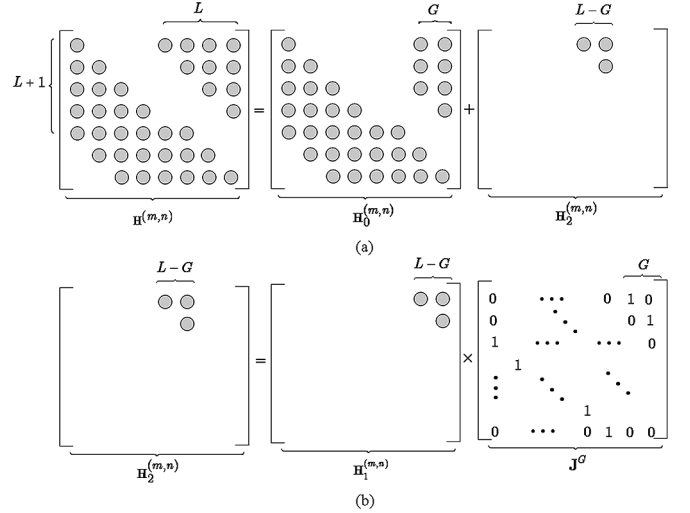 L G L − G
L + 1
= +
H^(m,n) H_0^(m,n) H_2^(m,n)
(a)
L − G L − G G
0 ... 0 1 0
0 0 1
1 ... ... 0
1
= ×
1
0 ... 0 1 0 0
H_2^(m,n) H_1^(m,n) J^G
(b)